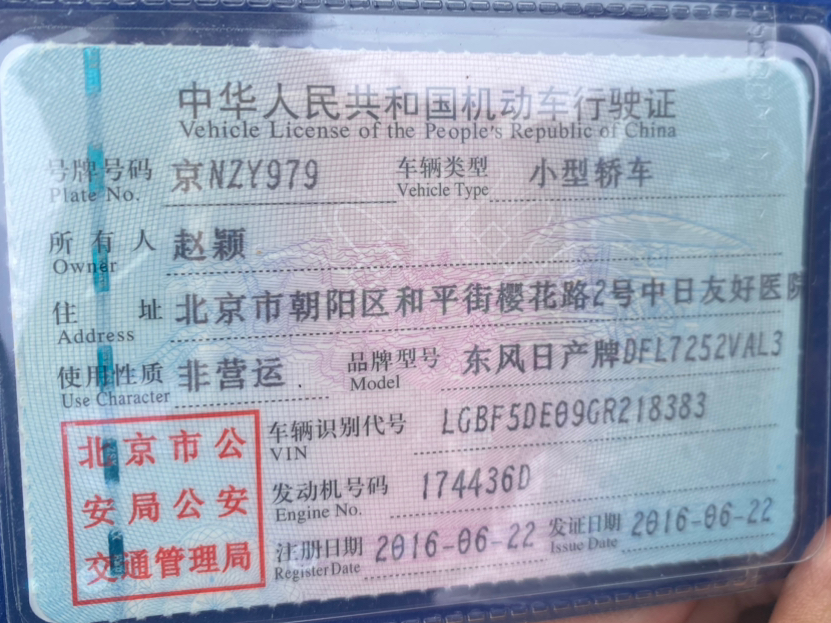 中华人民共和国机动车行驶证
Vehicle License of the People's Republic of China
号牌号码 京NZY979 车辆类型 小型轿车
Plate No. Vehicle Type
所有人 赵颖
Owner
住址 北京市朝阳区和平街樱花路2号中日友好医院
Address
使用性质 非营运 品牌型号 东风日产牌DFL7252VAL3
Use Character Model
车辆识别代号 LGBF5DE09GR218383
VIN
发动机号码 174436D
Engine No.
注册日期 2016-06-22 发证日期 2016-06-22
Register Date Issue Date
北京市公
安局公安
交通管理局